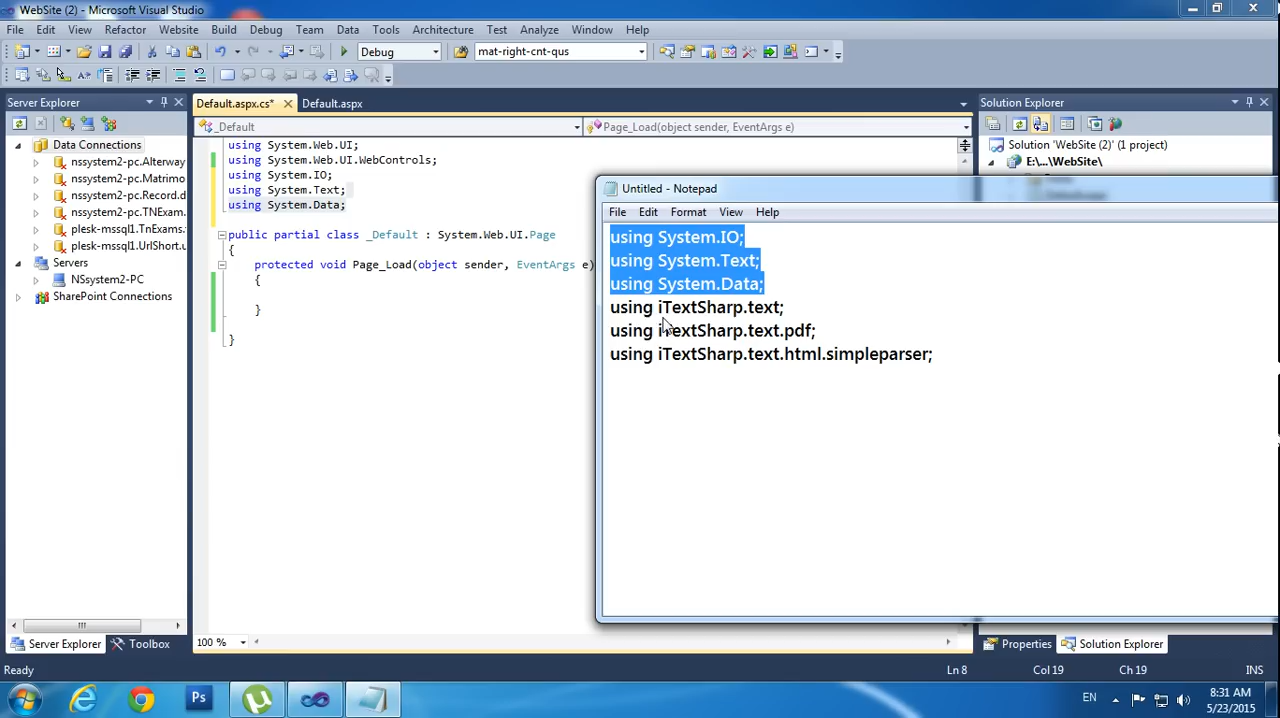 WebSite (2) - Microsoft Visual Studio
File Edit View Refactor Website Build Debug Team Data Tools Architecture Test Analyze Window Help
Debug mat-right-cnt-qus
Server Explorer
Data Connections
nssystem2-pc.Alterway
nssystem2-pc.Matrimo
nssystem2-pc.Record.d
nssystem2-pc.TNExam.
plesk-mssql1.TnExams.
plesk-mssql1.UrlShort.u
Servers
NSsystem2-PC
SharePoint Connections
Server Explorer Toolbox
Default.aspx.cs* Default.aspx
_Default Page_Load(object sender, EventArgs e)
using System.Web.UI;
using System.Web.UI.WebControls;
using System.IO;
using System.Text;
using System.Data;
public partial class _Default : System.Web.UI.Page
{
protected void Page_Load(object sender, EventArgs e)
{
}
}
100 %
Solution Explorer
Solution 'WebSite (2)' (1 project)
E:\...\WebSite\
Untitled - Notepad
File Edit Format View Help
using System.IO;
using System.Text;
using System.Data;
using iTextSharp.text;
using iTextSharp.text.pdf;
using iTextSharp.text.html.simpleparser;
Properties Solution Explorer
Ready Ln 8 Col 19 Ch 19 INS
Ps
EN
8:31 AM
5/23/2015